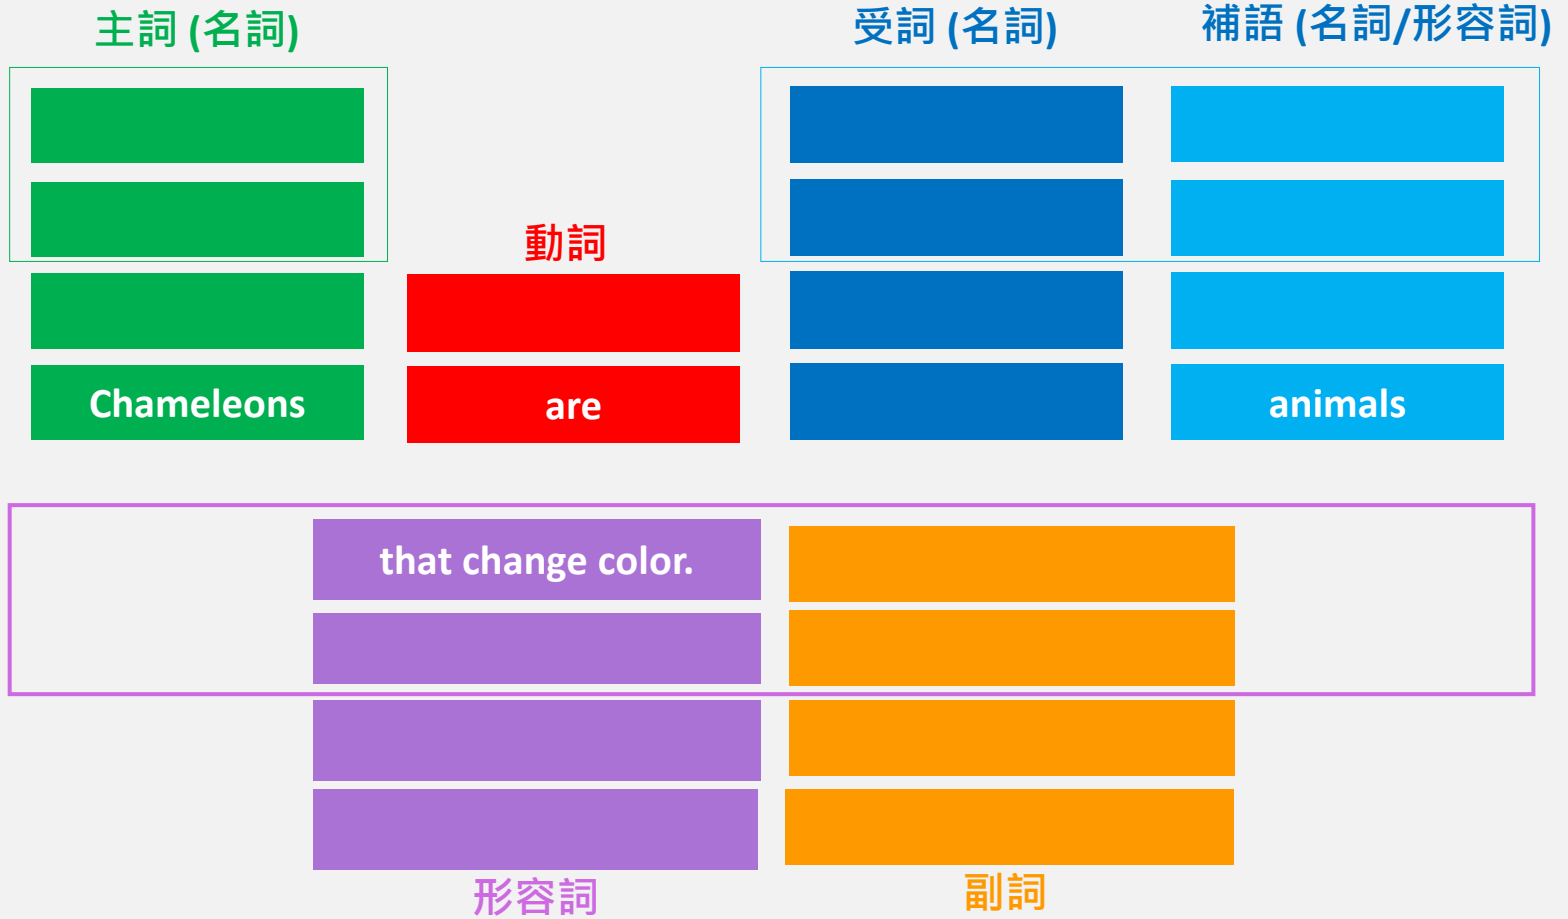 主詞 (名詞)
受詞 (名詞)
補語 (名詞/形容詞)
動詞
Chameleons
are
animals
that change color.
形容詞
副詞